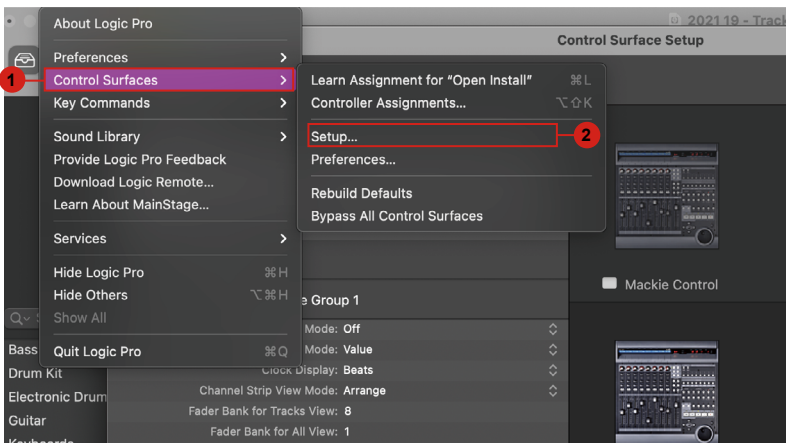 2021 19 - Track
Control Surface Setup
About Logic Pro
Preferences
1
Control Surfaces
Key Commands
Sound Library
Provide Logic Pro Feedback
Download Logic Remote...
Learn About MainStage...
Services
Hide Logic Pro ⌘H
Hide Others ⌥⌘H
Show All
Quit Logic Pro ⌘Q
Learn Assignment for “Open Install” ⌘L
Controller Assignments... ⌥⇧K
Setup... 2
Preferences...
Rebuild Defaults
Bypass All Control Surfaces
Mackie Control
e Group 1
Mode: Off
Mode: Value
Clock Display: Beats
Channel Strip View Mode: Arrange
Fader Bank for Tracks View: 8
Fader Bank for All View: 1
Bass
Drum Kit
Electronic Drum
Guitar